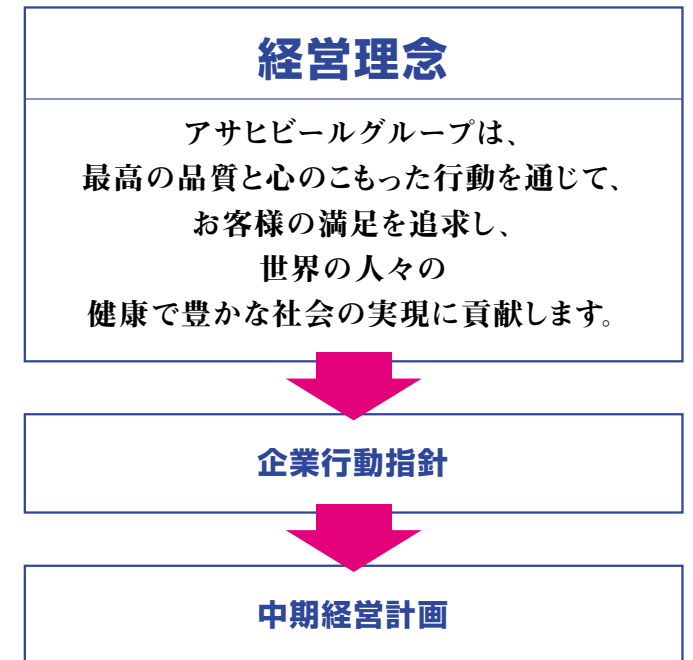 経営理念
アサヒビールグループは、
最高の品質と心のこもった行動を通じて、
お客様の満足を追求し、
世界の人々の
健康で豊かな社会の実現に貢献します。
企業行動指針
中期経営計画